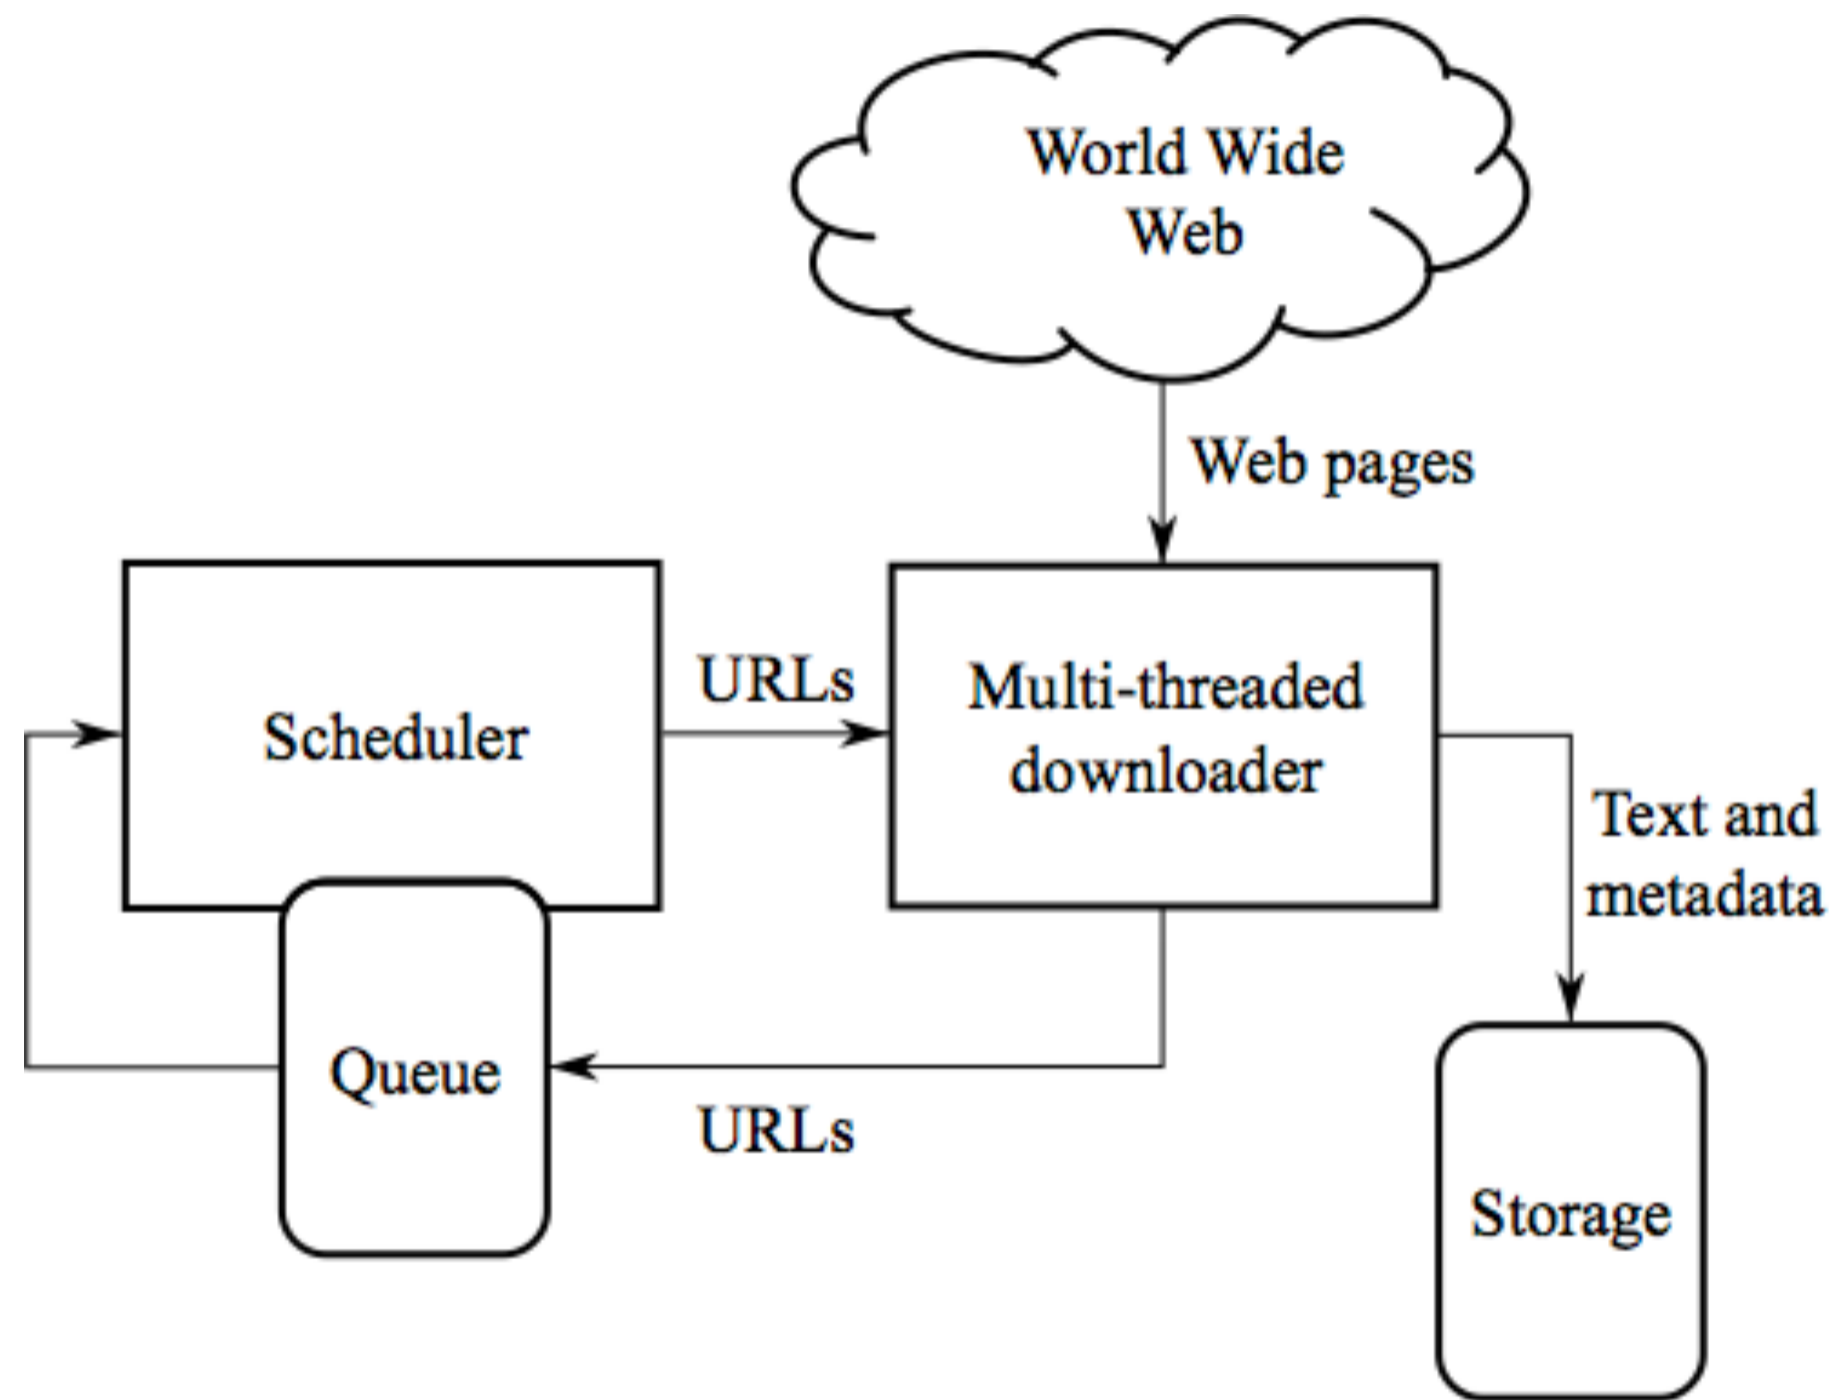 World Wide
Web
Web pages
URLs
Multi-threaded
downloader
Scheduler
Text and
metadata
Queue
URLs
Storage